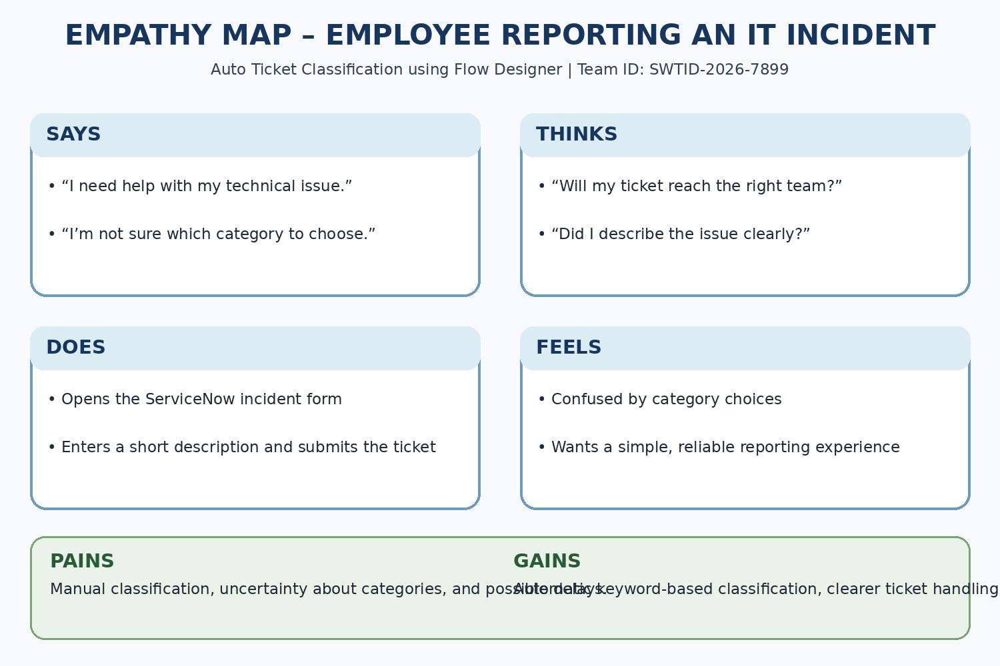 EMPATHY MAP – EMPLOYEE REPORTING AN IT INCIDENT
Auto Ticket Classification using Flow Designer | Team ID: SWTID-2026-7899
SAYS
• “I need help with my technical issue.”
• “I’m not sure which category to choose.”
THINKS
• “Will my ticket reach the right team?”
• “Did I describe the issue clearly?”
DOES
• Opens the ServiceNow incident form
• Enters a short description and submits the ticket
FEELS
• Confused by category choices
• Wants a simple, reliable reporting experience
PAINS
Manual classification, uncertainty about categories, and possible delays.
GAINS
Automatic keyword-based classification, clearer ticket handling